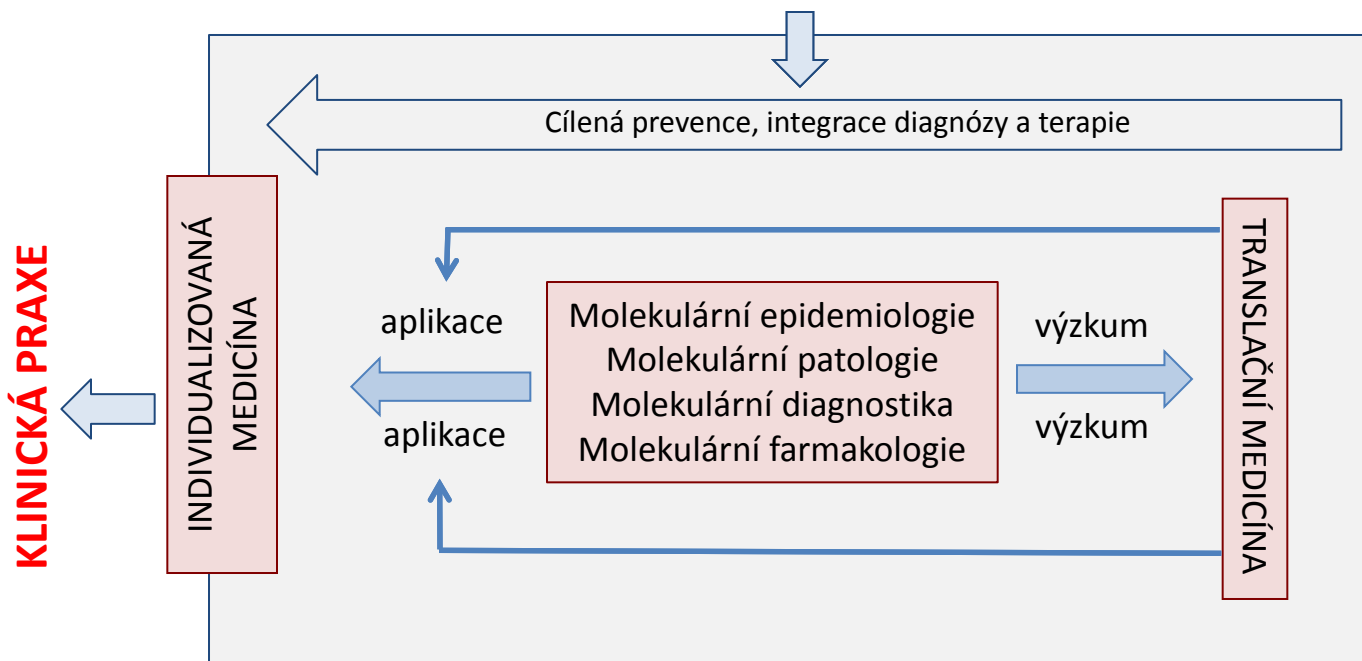 Cílená prevence, integrace diagnózy a terapie
KLINICKÁ PRAXE
INDIVIDUALIZOVANÁ
MEDICÍNA
aplikace
aplikace
Molekulární epidemiologie
Molekulární patologie
Molekulární diagnostika
Molekulární farmakologie
výzkum
výzkum
TRANSLAČNÍ MEDICÍNA